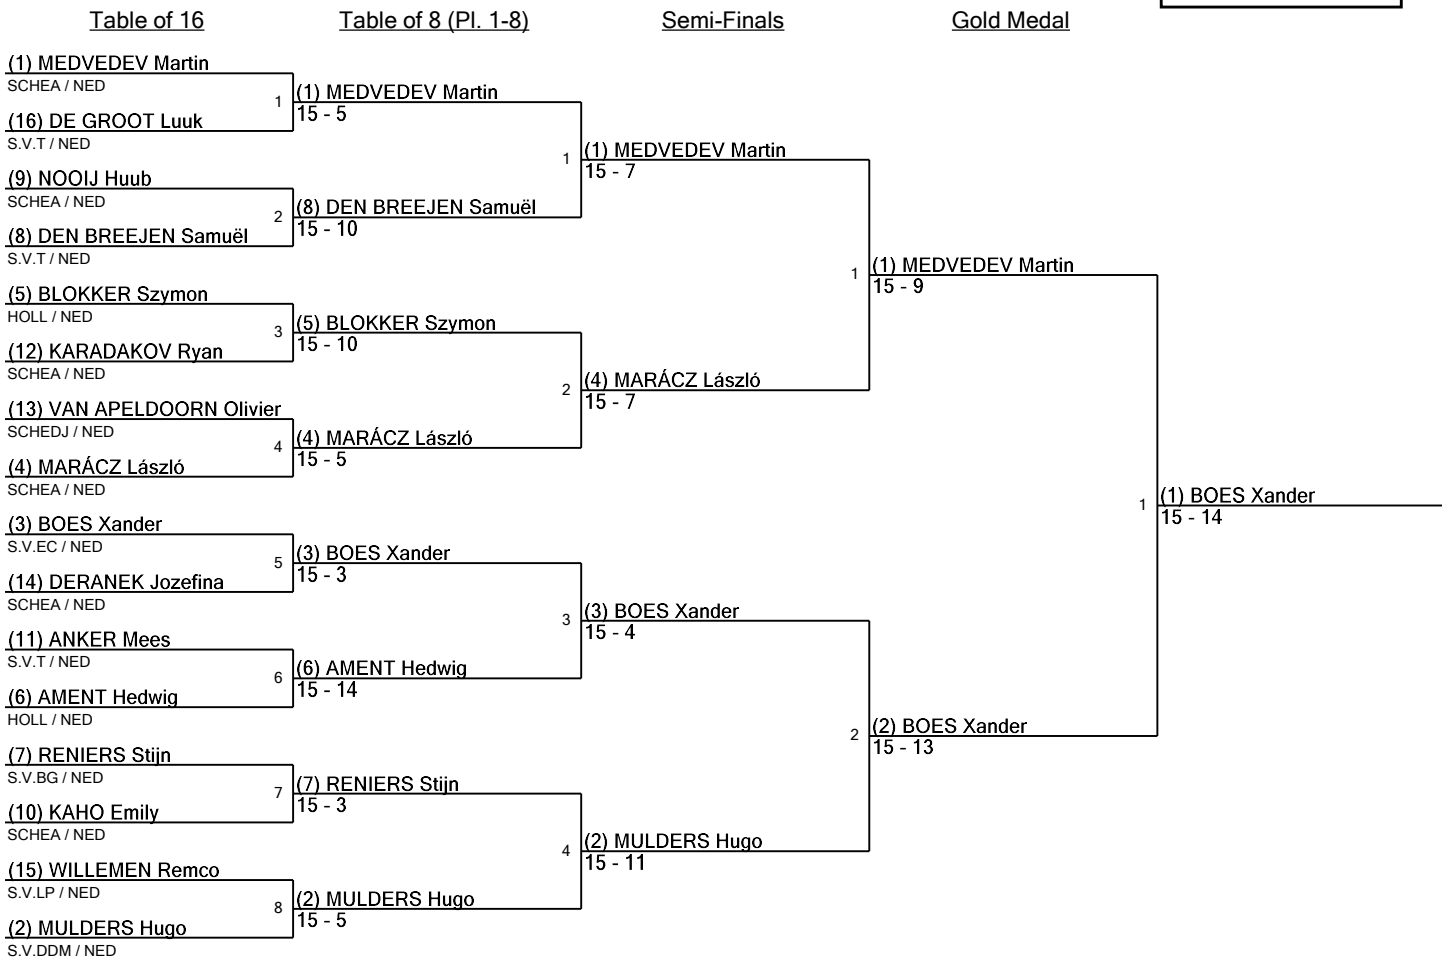 Table of 16
Table of 8 (Pl. 1-8)
Semi-Finals
Gold Medal
(1) MEDVEDEV Martin
SCHEA / NED
(16) DE GROOT Luuk
S.V.T / NED
(9) NOOIJ Huub
SCHEA / NED
(8) DEN BREEJEN Samuël
S.V.T / NED
(5) BLOKKER Szymon
HOLL / NED
(12) KARADAKOV Ryan
SCHEA / NED
(13) VAN APELDOORN Olivier
SCHEDJ / NED
(4) MARÁCZ László
SCHEA / NED
(3) BOES Xander
S.V.EC / NED
(14) DERANEK Jozefina
SCHEA / NED
(11) ANKER Mees
S.V.T / NED
(6) AMENT Hedwig
HOLL / NED
(7) RENIERS Stijn
S.V.BG / NED
(10) KAHO Emily
SCHEA / NED
(15) WILLEMEN Remco
S.V.LP / NED
(2) MULDERS Hugo
S.V.DDM / NED
1 (1) MEDVEDEV Martin
15 - 5
2 (8) DEN BREEJEN Samuël
15 - 10
3 (5) BLOKKER Szymon
15 - 10
4 (4) MARÁCZ László
15 - 5
5 (3) BOES Xander
15 - 3
6 (6) AMENT Hedwig
15 - 14
7 (7) RENIERS Stijn
15 - 3
8 (2) MULDERS Hugo
15 - 5
1 (1) MEDVEDEV Martin
15 - 7
2 (4) MARÁCZ László
15 - 7
3 (3) BOES Xander
15 - 4
4 (2) MULDERS Hugo
15 - 11
1 (1) MEDVEDEV Martin
15 - 9
2 (2) BOES Xander
15 - 13
1 (1) BOES Xander
15 - 14